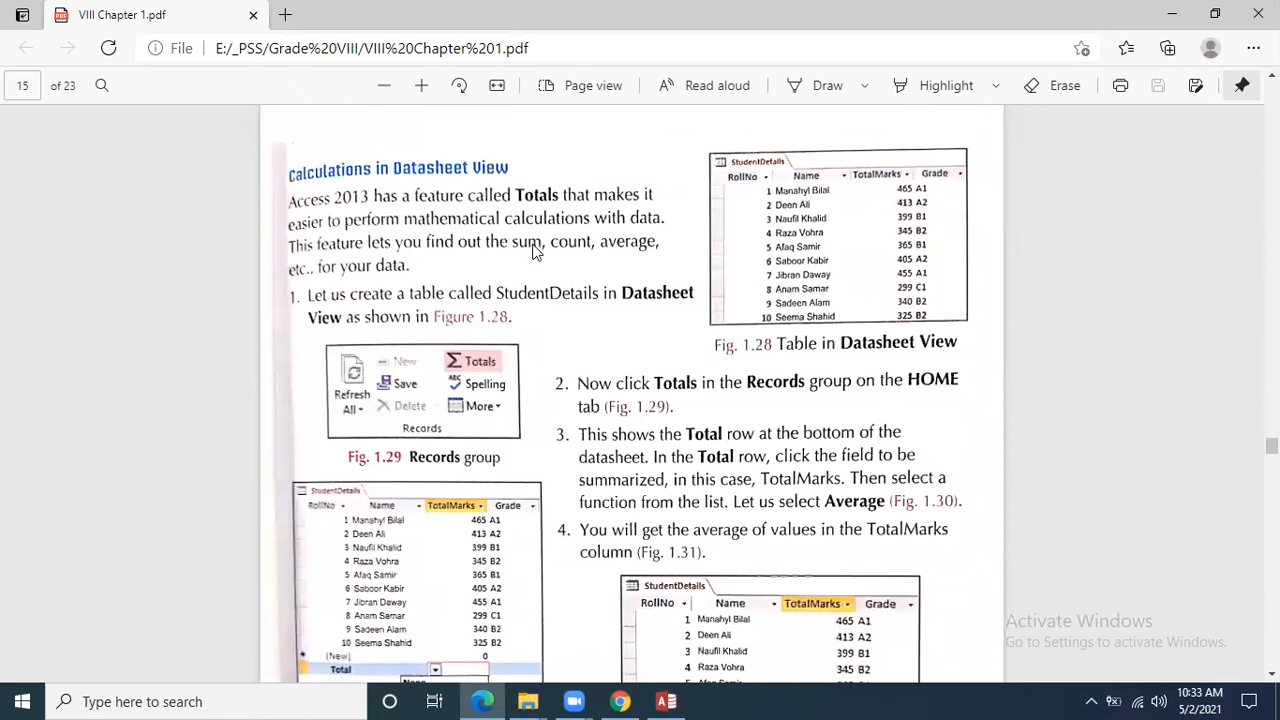 VIII Chapter 1.pdf
File E:/_PSS/Grade%20VIII/VIII%20Chapter%201.pdf
15 of 23 Page view Read aloud Draw Highlight Erase
Calculations in Datasheet View
Access 2013 has a feature called Totals that makes it
easier to perform mathematical calculations with data.
This feature lets you find out the sum, count, average,
etc., for your data.
1. Let us create a table called StudentDetails in Datasheet
View as shown in Figure 1.28.
StudentDetails
RollNo Name TotalMarks Grade
1 Manahyl Bilal 465 A1
2 Deen Ali 413 A2
3 Naufil Khalid 399 B1
4 Raza Vohra 345 B2
5 Afaq Samir 365 B1
6 Saboor Kabir 405 A2
7 Jibran Daway 455 A1
8 Anam Samar 299 C1
9 Sadeen Alam 340 B2
10 Seema Shahid 325 B2
Fig. 1.28 Table in Datasheet View
New Totals
Save Spelling
Refresh
All Delete More
Records
Fig. 1.29 Records group
2. Now click Totals in the Records group on the HOME
tab (Fig. 1.29).
3. This shows the Total row at the bottom of the
datasheet. In the Total row, click the field to be
summarized, in this case, TotalMarks. Then select a
function from the list. Let us select Average (Fig. 1.30).
4. You will get the average of values in the TotalMarks
column (Fig. 1.31).
StudentDetails
RollNo Name TotalMarks Grade
1 Manahyl Bilal 465 A1
2 Deen Ali 413 A2
3 Naufil Khalid 399 B1
4 Raza Vohra 345 B2
5 Afaq Samir 365 B1
6 Saboor Kabir 405 A2
7 Jibran Daway 455 A1
8 Anam Samar 299 C1
9 Sadeen Alam 340 B2
10 Seema Shahid 325 B2
(New) 0
Total
StudentDetails
RollNo Name TotalMarks Grade
1 Manahyl Bilal 465 A1
2 Deen Ali 413 A2
3 Naufil Khalid 399 B1
4 Raza Vohra 345 B2
Activate Windows
Go to Settings to activate Windows.
Type here to search
10:33 AM
5/2/2021